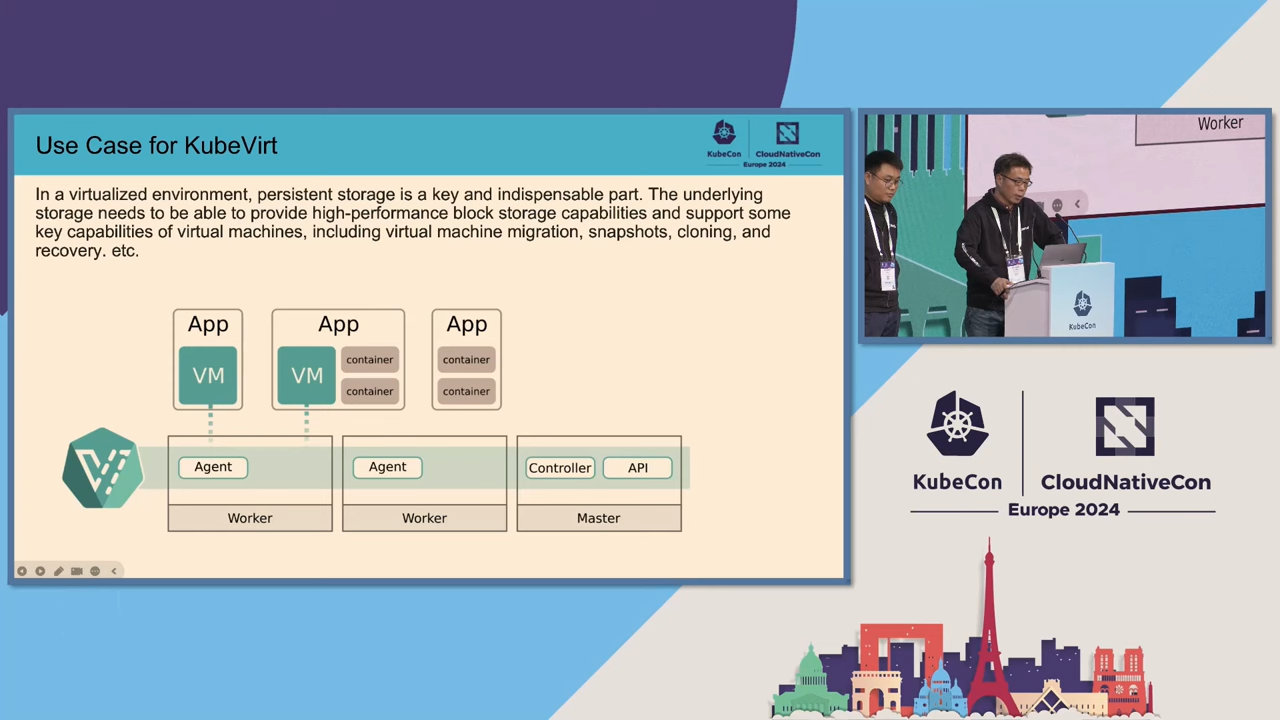 Use Case for KubeVirt
KubeCon
CloudNativeCon
Europe 2024
In a virtualized environment, persistent storage is a key and indispensable part. The underlying
storage needs to be able to provide high-performance block storage capabilities and support some
key capabilities of virtual machines, including virtual machine migration, snapshots, cloning, and
recovery. etc.
App
App
App
VM
VM
container
container
container
container
Agent
Agent
Controller
API
Worker
Worker
Master
Worker
KubeCon
KubeCon
CloudNativeCon
Europe 2024